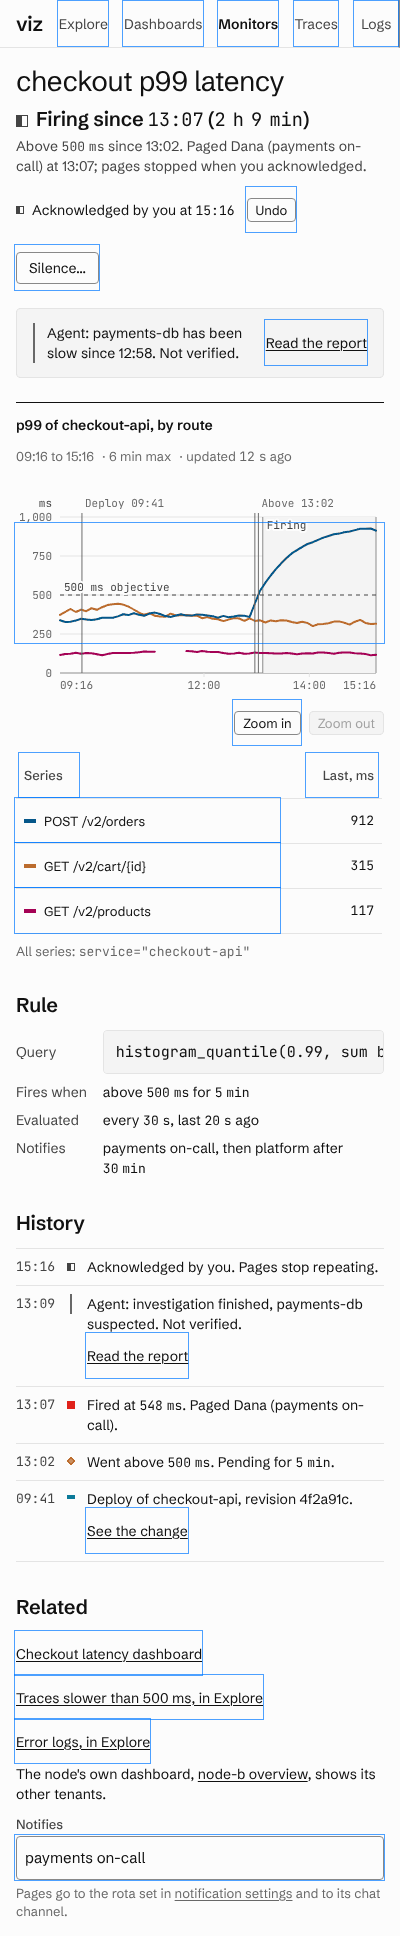 viz Explore Dashboards Monitors Traces Logs
checkout p99 latency
Firing since 13:07 (2 h 9 min)
Above 500 ms since 13:02. Paged Dana (payments on-
call) at 13:07; pages stopped when you acknowledged.
Acknowledged by you at 15:16 Undo
Silence…
Agent: payments-db has been
slow since 12:58. Not verified.
Read the report
p99 of checkout-api, by route
09:16 to 15:16 · 6 min max · updated 12 s ago
ms Deploy 09:41 Above 13:02
1,000
Firing
750
500 ms objective
500
250
0
09:16 12:00 14:00 15:16
Zoom in Zoom out
Series Last, ms
POST /v2/orders 912
GET /v2/cart/{id} 315
GET /v2/products 117
All series: service="checkout-api"
Rule
Query histogram_quantile(0.99, sum b
Fires when above 500 ms for 5 min
Evaluated every 30 s, last 20 s ago
Notifies payments on-call, then platform after
30 min
History
15:16 Acknowledged by you. Pages stop repeating.
13:09 Agent: investigation finished, payments-db
suspected. Not verified.
Read the report
13:07 Fired at 548 ms. Paged Dana (payments on-
call).
13:02 Went above 500 ms. Pending for 5 min.
09:41 Deploy of checkout-api, revision 4f2a91c.
See the change
Related
Checkout latency dashboard
Traces slower than 500 ms, in Explore
Error logs, in Explore
The node's own dashboard, node-b overview, shows its
other tenants.
Notifies
payments on-call
Pages go to the rota set in notification settings and to its chat
channel.